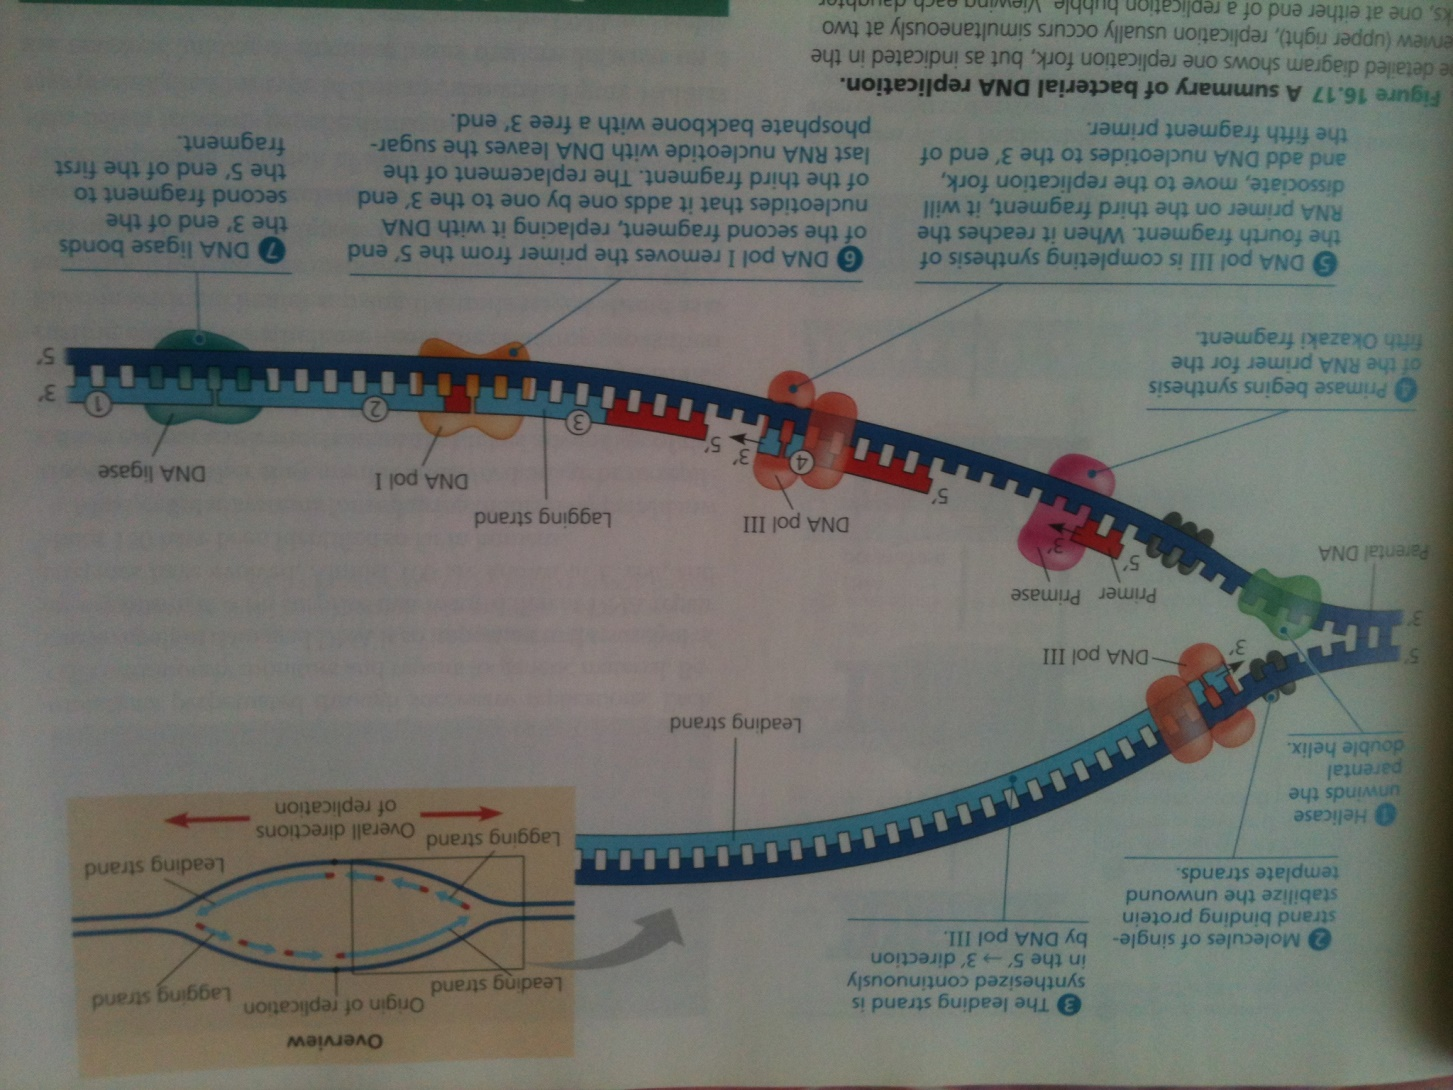 Overview
Origin of replication
Leading strand
Lagging strand
Lagging strand
Leading strand
Overall directions
of replication
3 The leading strand is
synthesized continuously
in the 5′ → 3′ direction
by DNA pol III.
2 Molecules of single-
strand binding protein
stabilize the unwound
template strands.
1 Helicase
unwinds the
parental
double helix.
Leading strand
DNA pol III
3′
5′
3′
Parental DNA
Primer
Primase
5′
3′
4 Primase begins synthesis
of the RNA primer for the
fifth Okazaki fragment.
DNA pol III
5′
4
3′
5′
Lagging strand
3
DNA pol I
2
DNA ligase
1
3′
5′
5 DNA pol III is completing synthesis of
the fourth fragment. When it reaches the
RNA primer on the third fragment, it will
dissociate, move to the replication fork,
and add DNA nucleotides to the 3′ end of
the fifth fragment primer.
6 DNA pol I removes the primer from the 5′ end
of the second fragment, replacing it with DNA
nucleotides that it adds one by one to the 3′ end
of the third fragment. The replacement of the
last RNA nucleotide with DNA leaves the sugar-
phosphate backbone with a free 3′ end.
7 DNA ligase bonds
the 3′ end of the
second fragment to
the 5′ end of the first
fragment.
Figure 16.17 A summary of bacterial DNA replication.
detailed diagram shows one replication fork, but as indicated in the
(upper right), replication usually occurs simultaneously at two
one at either end of a replication bubble. Viewing each daughter